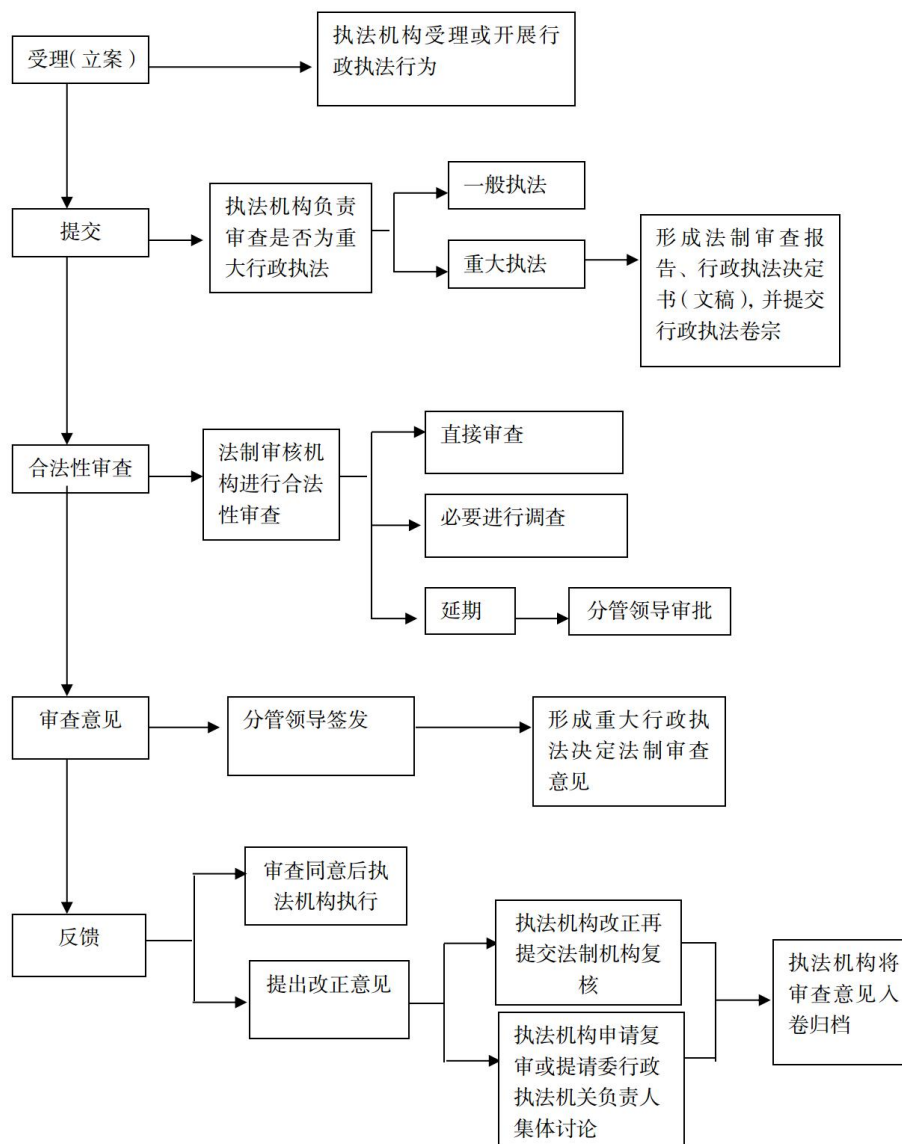 受理(立案)
执法机构受理或开展行
政执法行为
提交
执法机构负责
审查是否为重
大行政执法
一般执法
重大执法
形成法制审查报
告、行政执法决定
书(文稿),并提交
行政执法卷宗
合法性审查
法制审核机
构进行合法
性审查
直接审查
必要进行调查
延期
分管领导审批
审查意见
分管领导签发
形成重大行政执
法决定法制审查
意见
反馈
审查同意后执
法机构执行
提出改正意见
执法机构改正再
提交法制机构复
核
执法机构申请复
审或提请委行政
执法机关负责人
集体讨论
执法机构将
审查意见入
卷归档